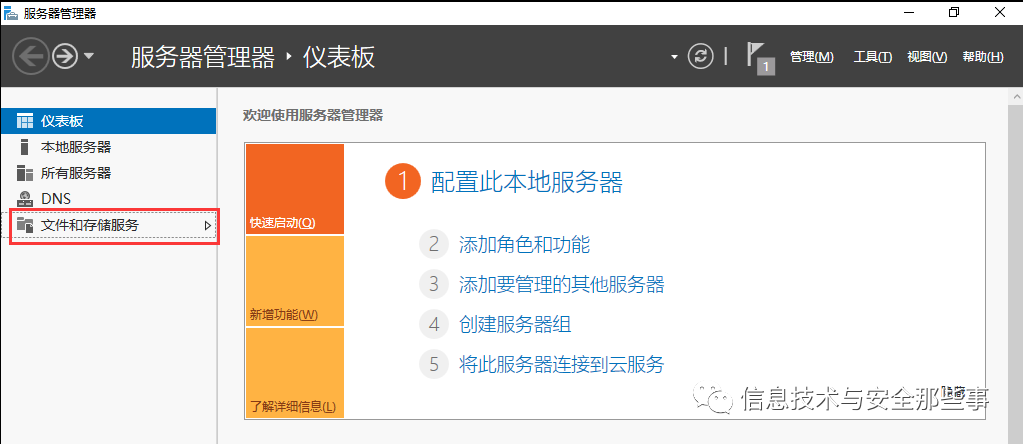 服务器管理器
服务器管理器 · 仪表板
1 管理(M) 工具(T) 视图(V) 帮助(H)
仪表板
本地服务器
所有服务器
DNS
文件和存储服务
欢迎使用服务器管理器
快速启动(Q)
新增功能(W)
了解详细信息(L)
1 配置此本地服务器
2 添加角色和功能
3 添加要管理的其他服务器
4 创建服务器组
5 将此服务器连接到云服务
信息技术与安全那些事